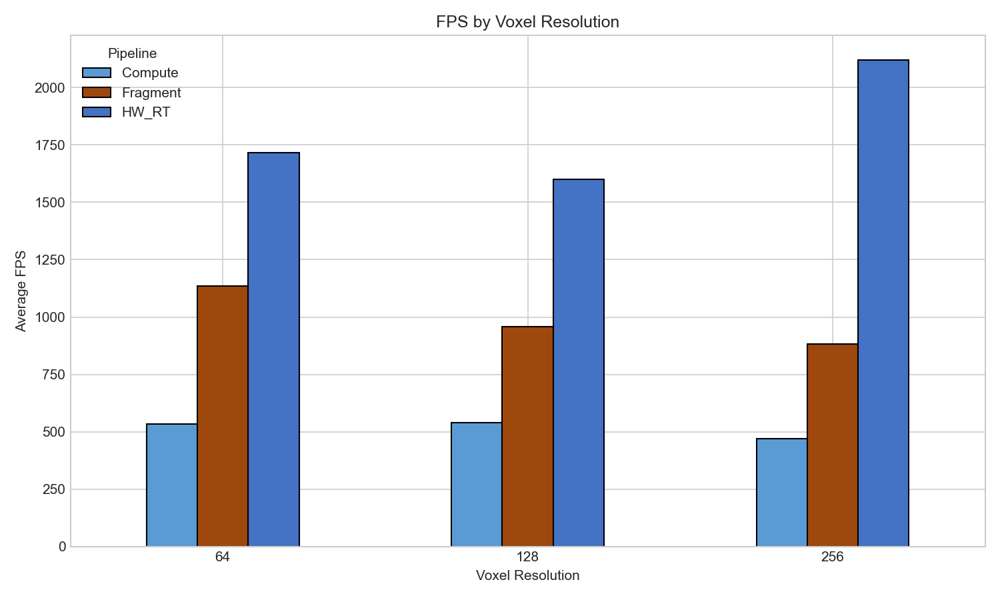 FPS by Voxel Resolution
Pipeline
Compute
Fragment
HW_RT
2000
1750
1500
1250
1000
750
500
250
0
Average FPS
64 128 256
Voxel Resolution